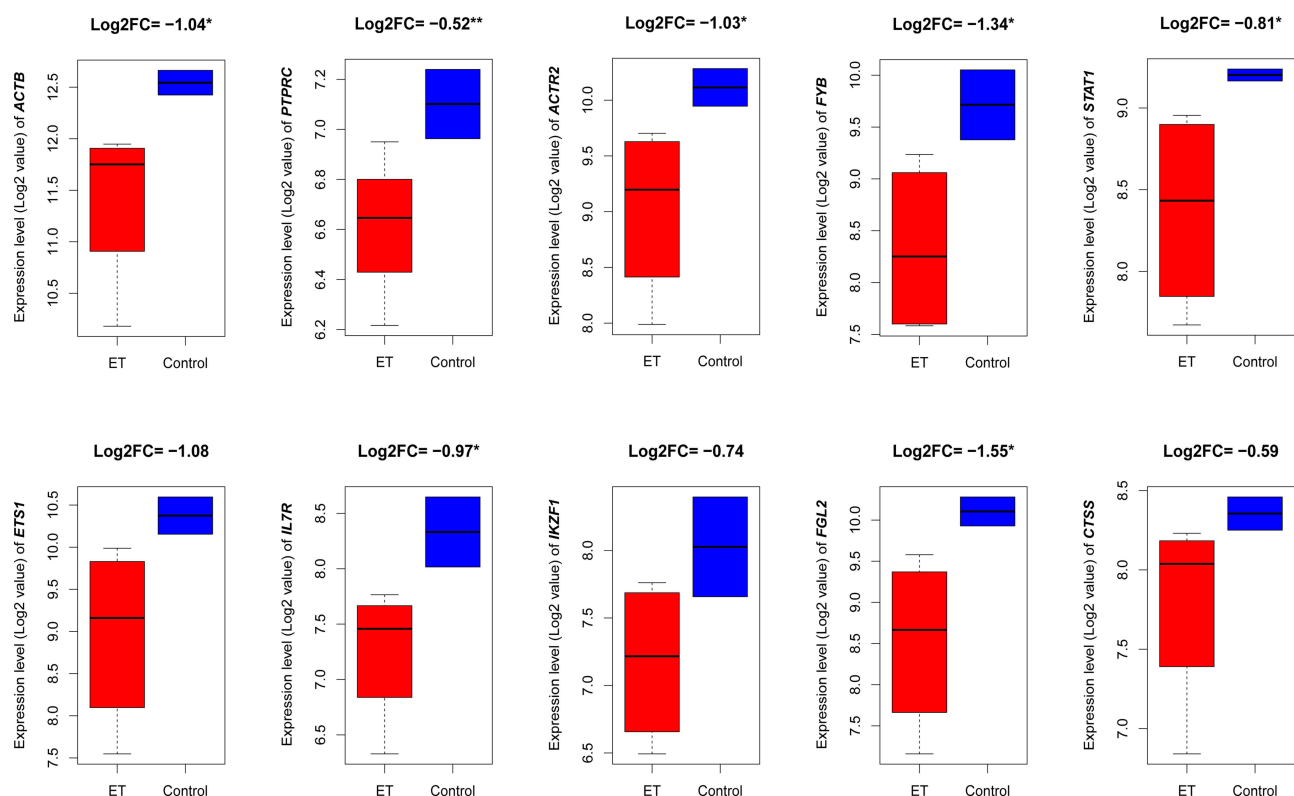 Log2FC= −1.04*
Expression level (Log2 value) of ACTB
12.5
12.0
11.5
11.0
10.5
ET Control
Log2FC= −0.52**
Expression level (Log2 value) of PTPRC
7.2
7.0
6.8
6.6
6.4
6.2
ET Control
Log2FC= −1.03*
Expression level (Log2 value) of ACTR2
10.0
9.5
9.0
8.5
8.0
ET Control
Log2FC= −1.34*
Expression level (Log2 value) of FYB
10.0
9.5
9.0
8.5
8.0
7.5
ET Control
Log2FC= −0.81*
Expression level (Log2 value) of STAT1
9.0
8.5
8.0
ET Control
Log2FC= −1.08
Expression level (Log2 value) of ETS1
10.5
10.0
9.5
9.0
8.5
8.0
7.5
ET Control
Log2FC= −0.97*
Expression level (Log2 value) of IL7R
8.5
8.0
7.5
7.0
6.5
ET Control
Log2FC= −0.74
Expression level (Log2 value) of IKZF1
8.0
7.5
7.0
6.5
ET Control
Log2FC= −1.55*
Expression level (Log2 value) of FGL2
10.0
9.5
9.0
8.5
8.0
7.5
ET Control
Log2FC= −0.59
Expression level (Log2 value) of CTSS
8.5
8.0
7.5
7.0
ET Control